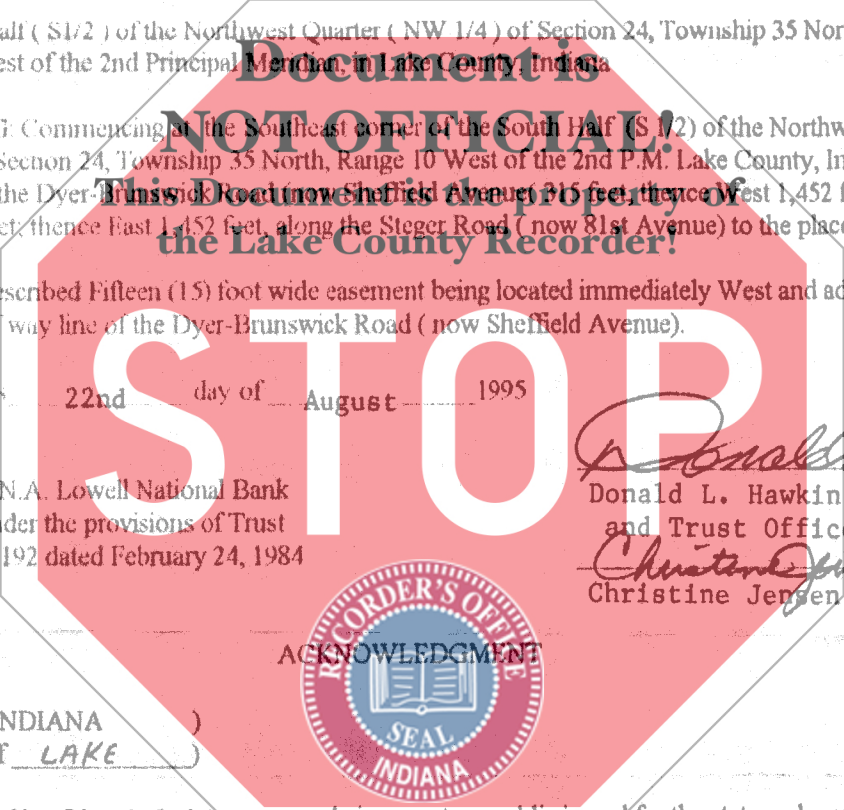 alf ( S1/2 ) of the Northwest Quarter ( NW 1/4 ) of Section 24, Township 35 Nor
est of the 2nd Principal Meridian, in Lake County, Indiana
Document is
NOT OFFICIAL!
Commencing at the Southeast corner of the South Half (S 1/2) of the Northw
Section 24, Township 35 North, Range 10 West of the 2nd P.M. Lake County, In
the Dyer-Brunswick Road (now Sheffield Avenue) 315 feet, thence West 1,452 f
This Document is the property of
et; thence East 1,452 feet, along the Steger Road ( now 81st Avenue) to the place
the Lake County Recorder!
escribed Fifteen (15) foot wide easement being located immediately West and ad
way line of the Dyer-Brunswick Road ( now Sheffield Avenue).
STOP
22nd day of August 1995
Donald
N.A. Lowell National Bank
Donald L. Hawkin
der the provisions of Trust
and Trust Offic
192 dated February 24, 1984
Christine Jen
Christine Jensen
RECORDER'S OFFICE
ACKNOWLEDGMENT
SEAL
INDIANA
NDIANA )
LAKE )